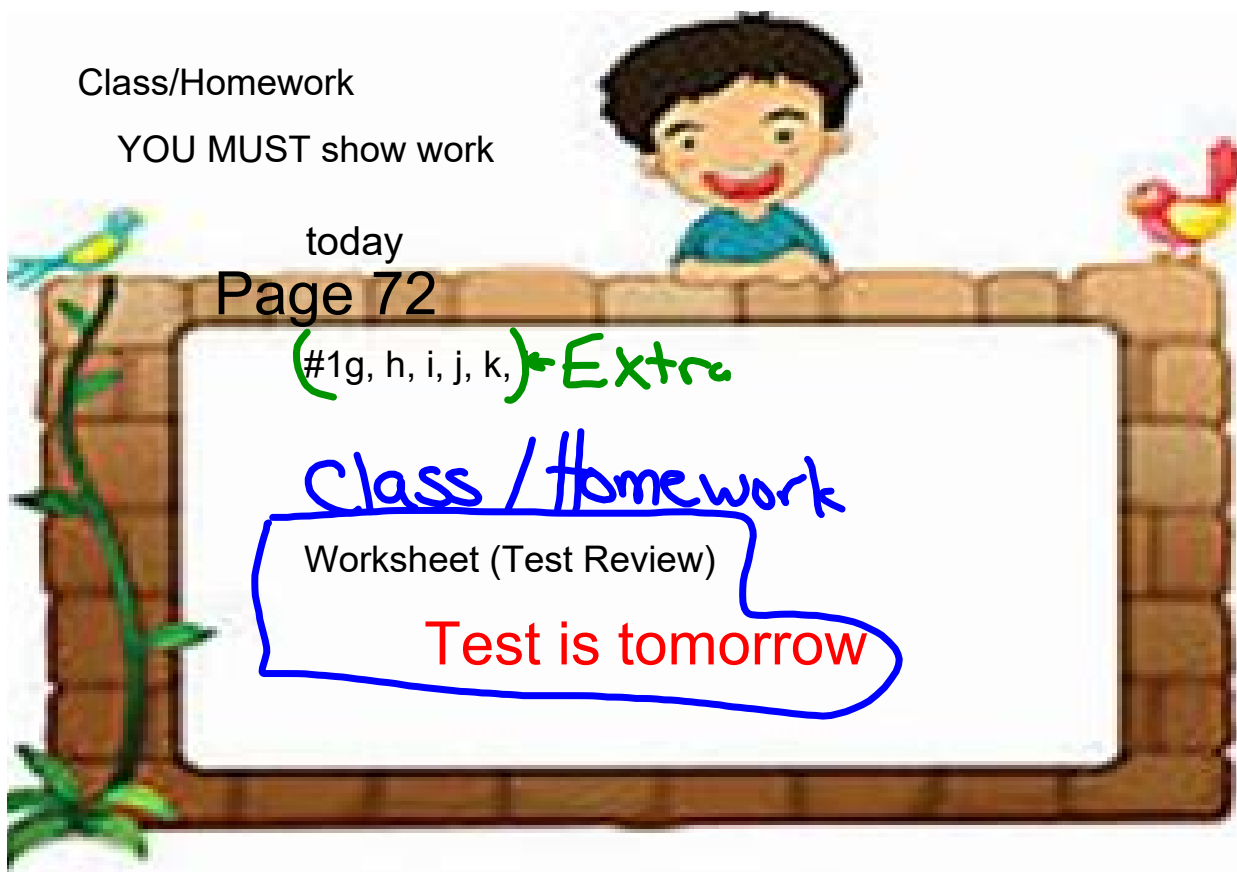 Class/Homework
YOU MUST show work
today
Page 72
(#1g, h, i, j, k,) ← Extra
Class / Homework
Worksheet (Test Review)
Test is tomorrow